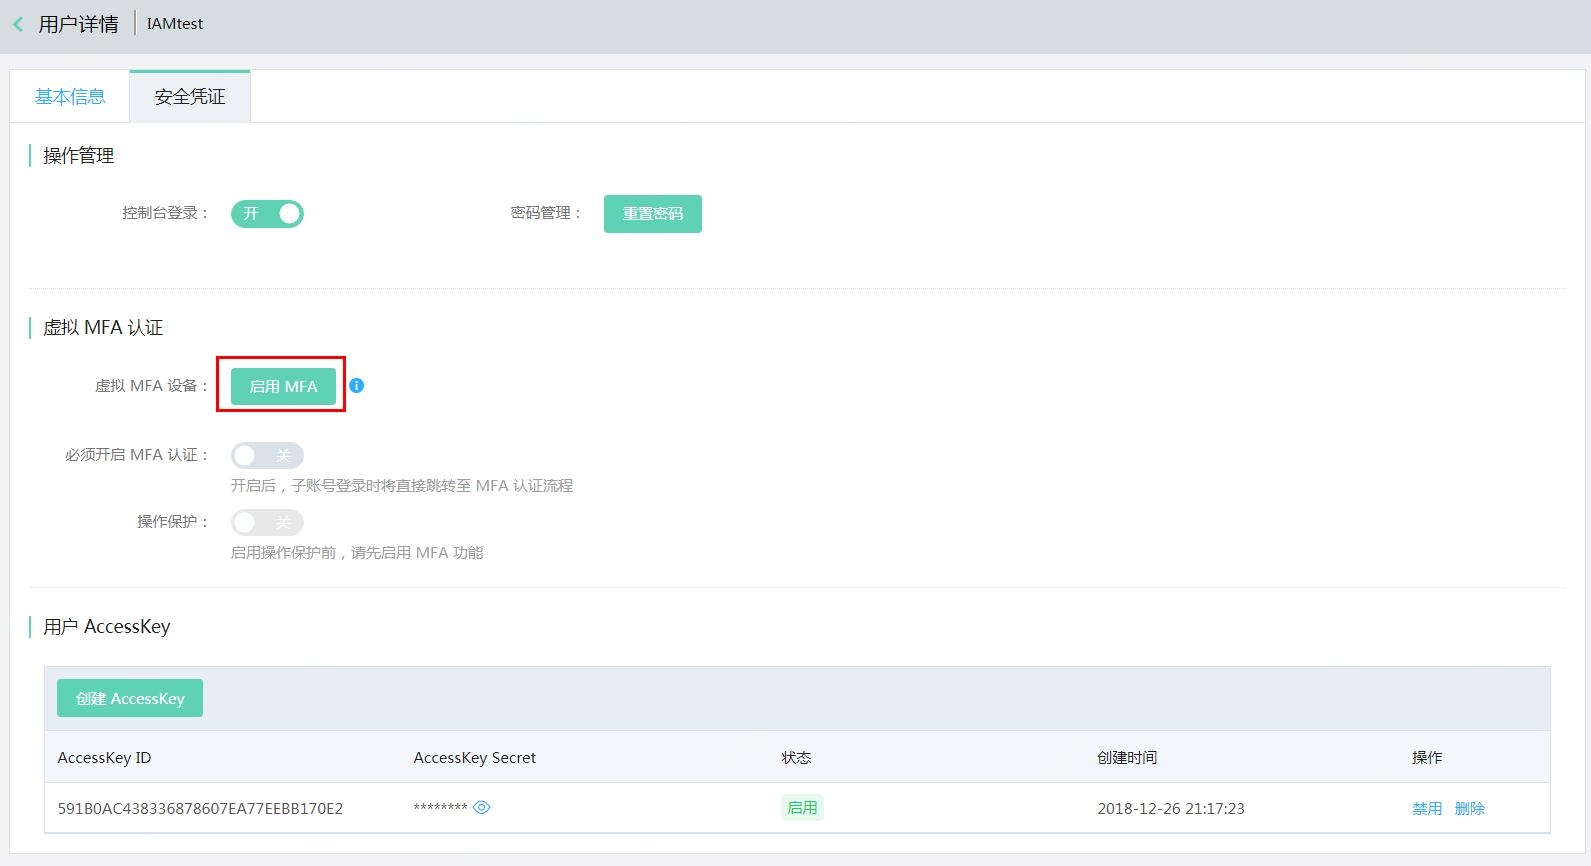 用户详情 IAMtest
基本信息 安全凭证
操作管理
控制台登录： 开 密码管理： 重置密码
虚拟 MFA 认证
虚拟 MFA 设备： 启用 MFA
必须开启 MFA 认证： 关
开启后，子账号登录时将直接跳转至 MFA 认证流程
操作保护： 关
启用操作保护前，请先启用 MFA 功能
用户 AccessKey
创建 AccessKey
AccessKey ID AccessKey Secret 状态 创建时间 操作
591B0AC438336878607EA77EEBB170E2 ******** 启用 2018-12-26 21:17:23 禁用 删除